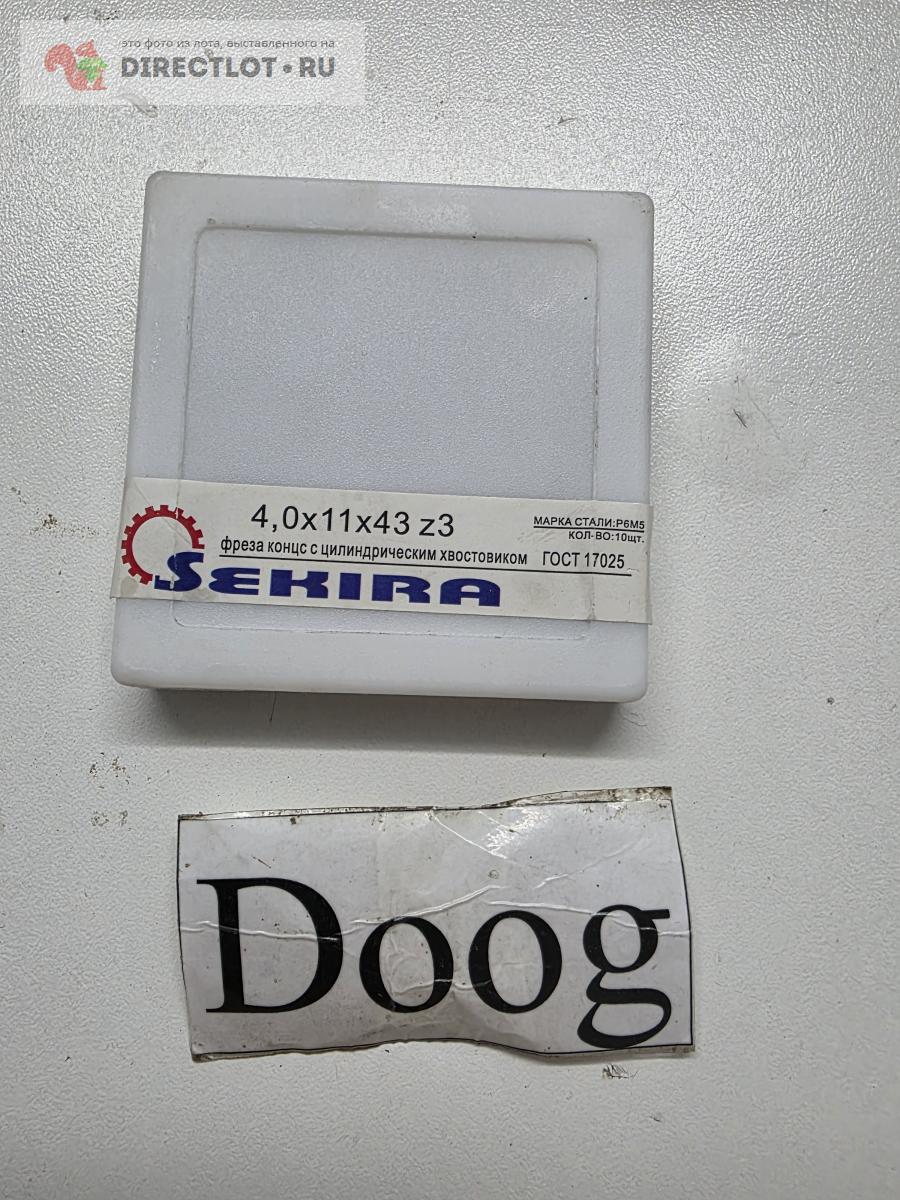 это фото из лота, выставленного на
DIRECTLOT • RU
4,0x11x43 z3
МАРКА СТАЛИ:Р6М5
КОЛ-ВО:10шт.
фреза концс с цилиндрическим хвостовиком ГОСТ 17025
SEKIRA
Doog